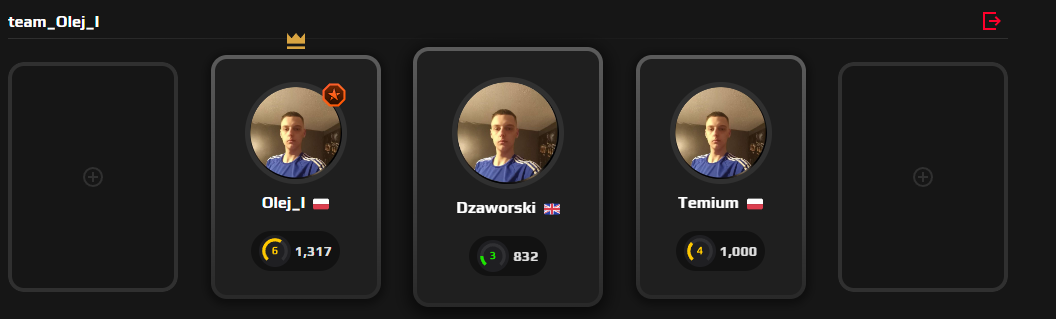 team_Olej_I
Olej_I
6 1,317
Dzaworski
3 832
Temium
4 1,000